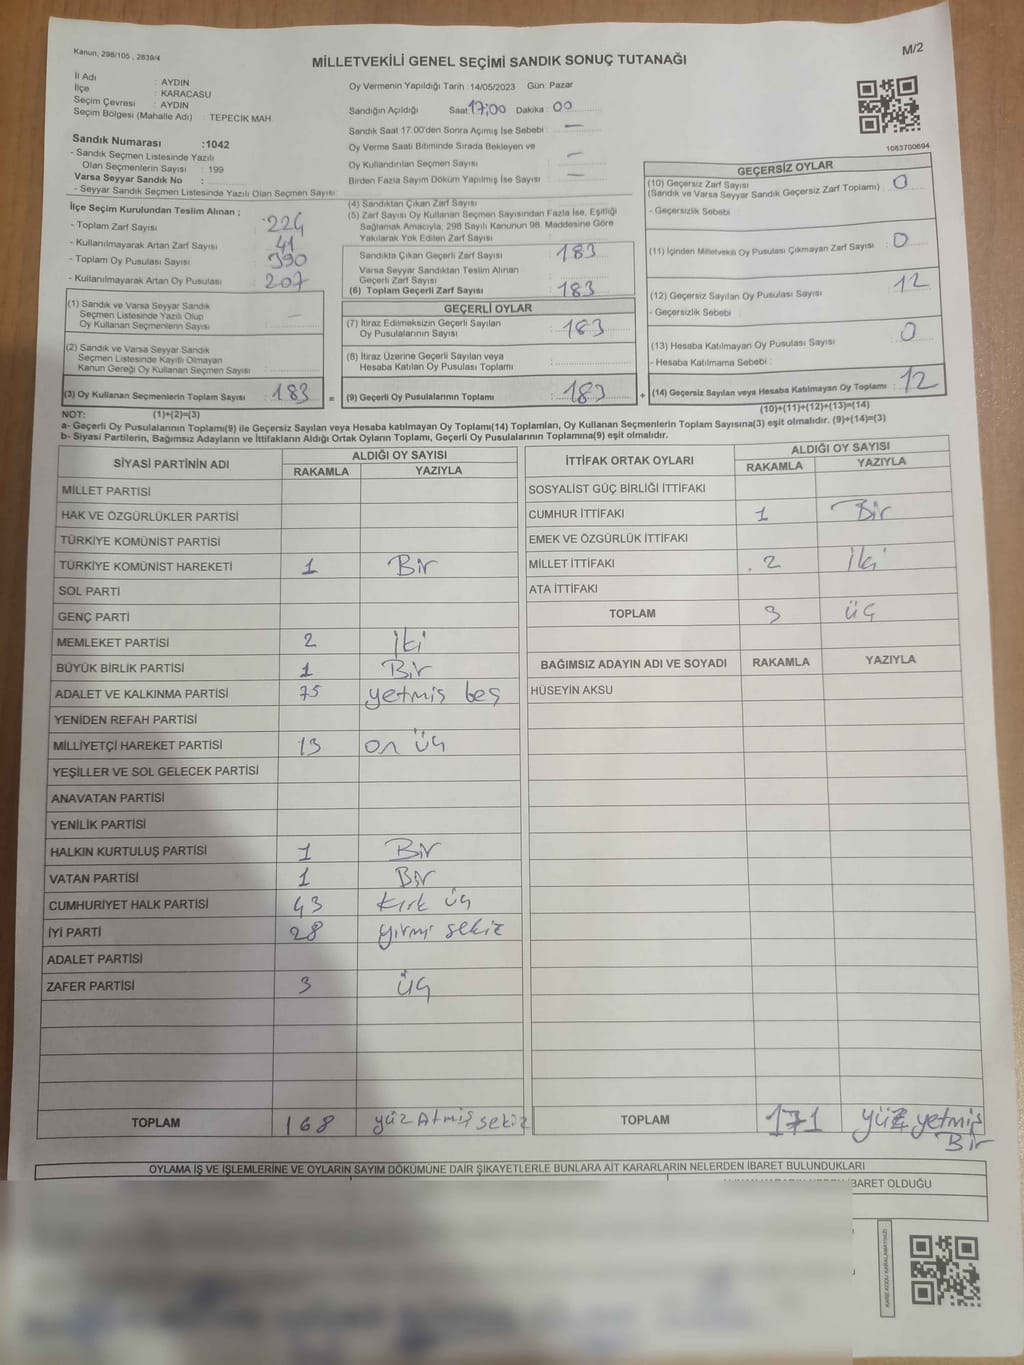 Kanun, 298/105 , 2839/4
MİLLETVEKİLİ GENEL SEÇİMİ SANDIK SONUÇ TUTANAĞI
M/2
İl Adı : AYDIN
İlçe : KARACASU
Seçim Çevresi : AYDIN
Seçim Bölgesi (Mahalle Adı) : TEPECİK MAH.
Oy Vermenin Yapıldığı Tarih : 14/05/2023 Gün: Pazar
Sandığın Açıldığı Saat 17:00 Dakika : 00
Sandık Saat 17.00'den Sonra Açımış İse Sebebi : —
Oy Verme Saati Bitiminde Sırada Bekleyen ve
Oy Kullandırılan Seçmen Sayısı : —
Birden Fazla Sayım Döküm Yapılmış İse Sayısı : —
1083700694
Sandık Numarası :1042
- Sandık Seçmen Listesinde Yazılı
Olan Seçmenlerin Sayısı : 199
Varsa Seyyar Sandık No :
- Seyyar Sandık Seçmen Listesinde Yazılı Olan Seçmen Sayısı :
İlçe Seçim Kurulundan Teslim Alınan ;
- Toplam Zarf Sayısı : 224
- Kullanılmayarak Artan Zarf Sayısı : 41
- Toplam Oy Pusulası Sayısı : 390
- Kullanılmayarak Artan Oy Pusulası : 207
(1) Sandık ve Varsa Seyyar Sandık
Seçmen Listesinde Yazılı Olup
Oy Kullanan Seçmenlerin Sayısı : —
(2) Sandık ve Varsa Seyyar Sandık
Seçmen Listesinde Kayıtlı Olmayan
Kanun Gereği Oy Kullanan Seçmen Sayısı :
(3) Oy Kullanan Seçmenlerin Toplam Sayısı : 183 =
(4) Sandıktan Çıkan Zarf Sayısı :
(5) Zarf Sayısı Oy Kullanan Seçmen Sayısından Fazla İse, Eşitliği
Sağlamak Amacıyla; 298 Sayılı Kanunun 98. Maddesine Göre
Yakılarak Yok Edilen Zarf Sayısı :
Sandıkta Çıkan Geçerli Zarf Sayısı : 183
Varsa Seyyar Sandıktan Teslim Alınan
Geçerli Zarf Sayısı :
(6) Toplam Geçerli Zarf Sayısı : 183
GEÇERLİ OYLAR
(7) İtiraz Edilmeksizin Geçerli Sayılan
Oy Pusulalarının Sayısı : 183
(8) İtiraz Üzerine Geçerli Sayılan veya
Hesaba Katılan Oy Pusulası Toplamı :
(9) Geçerli Oy Pusulalarının Toplamı : 183 +
GEÇERSİZ OYLAR
(10) Geçersiz Zarf Sayısı
(Sandık ve Varsa Seyyar Sandık Geçersiz Zarf Toplamı) : 0
- Geçersizlik Sebebi :
(11) İçinden Milletvekili Oy Pusulası Çıkmayan Zarf Sayısı : 0
(12) Geçersiz Sayılan Oy Pusulası Sayısı : 12
- Geçersizlik Sebebi :
(13) Hesaba Katılmayan Oy Pusulası Sayısı : 0
- Hesaba Katılmama Sebebi :
(14) Geçersiz Sayılan veya Hesaba Katılmayan Oy Toplamı : 12
NOT: (1)+(2)=(3)
(10)+(11)+(12)+(13)=(14)
a- Geçerli Oy Pusulalarının Toplamı(9) ile Geçersiz Sayılan veya Hesaba katılmayan Oy Toplamı(14) Toplamları, Oy Kullanan Seçmenlerin Toplam Sayısına(3) eşit olmalıdır. (9)+(14)=(3)
b- Siyasi Partilerin, Bağımsız Adayların ve İttifakların Aldığı Ortak Oyların Toplamı, Geçerli Oy Pusulalarının Toplamına(9) eşit olmalıdır.
SİYASİ PARTİNİN ADI
ALDIĞI OY SAYISI
RAKAMLA YAZIYLA
MİLLET PARTİSİ
HAK VE ÖZGÜRLÜKLER PARTİSİ
TÜRKİYE KOMÜNİST PARTİSİ
TÜRKİYE KOMÜNİST HAREKETİ 1 Bir
SOL PARTİ
GENÇ PARTİ
MEMLEKET PARTİSİ 2 İki
BÜYÜK BİRLİK PARTİSİ 1 Bir
ADALET VE KALKINMA PARTİSİ 75 yetmiş beş
YENİDEN REFAH PARTİSİ
MİLLİYETÇİ HAREKET PARTİSİ 13 on üç
YEŞİLLER VE SOL GELECEK PARTİSİ
ANAVATAN PARTİSİ
YENİLİK PARTİSİ
HALKIN KURTULUŞ PARTİSİ 1 Bir
VATAN PARTİSİ 1 Bir
CUMHURİYET HALK PARTİSİ 43 kırk üç
İYİ PARTİ 28 yirmi sekiz
ADALET PARTİSİ
ZAFER PARTİSİ 3 üç
TOPLAM 168 yüz Atmış sekiz
İTTİFAK ORTAK OYLARI
ALDIĞI OY SAYISI
RAKAMLA YAZIYLA
SOSYALİST GÜÇ BİRLİĞİ İTTİFAKI
CUMHUR İTTİFAKI 1 Bir
EMEK VE ÖZGÜRLÜK İTTİFAKI
MİLLET İTTİFAKI 2 İki
ATA İTTİFAKI
TOPLAM 3 üç
BAĞIMSIZ ADAYIN ADI VE SOYADI RAKAMLA YAZIYLA
HÜSEYİN AKSU
TOPLAM 171 yüz yetmiş
Bir
OYLAMA İŞ VE İŞLEMLERİNE VE OYLARIN SAYIM DÖKÜMÜNE DAİR ŞİKAYETLERLE BUNLARA AİT KARARLARIN NELERDEN İBARET BULUNDUKLARI
İBARET OLDUĞU